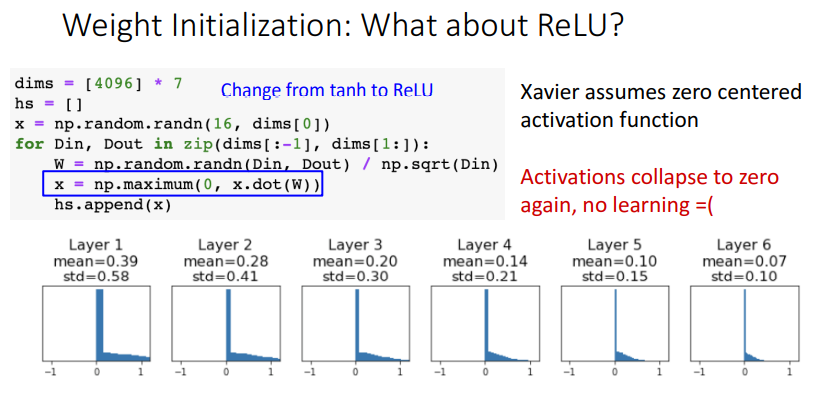 Weight Initialization: What about ReLU?
dims = [4096] * 7
Change from tanh to ReLU
hs = []
x = np.random.randn(16, dims[0])
for Din, Dout in zip(dims[:-1], dims[1:]):
W = np.random.randn(Din, Dout) / np.sqrt(Din)
x = np.maximum(0, x.dot(W))
hs.append(x)
Xavier assumes zero centered
activation function
Activations collapse to zero
again, no learning =(
Layer 1
mean=0.39
std=0.58
-1 0 1
Layer 2
mean=0.28
std=0.41
-1 0 1
Layer 3
mean=0.20
std=0.30
-1 0 1
Layer 4
mean=0.14
std=0.21
-1 0 1
Layer 5
mean=0.10
std=0.15
-1 0 1
Layer 6
mean=0.07
std=0.10
-1 0 1